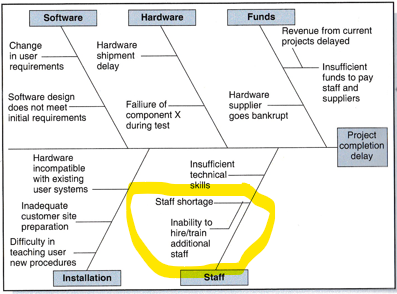 Software
Hardware
Funds
Change
in user
requirements
Software design
does not meet
initial requirements
Hardware
shipment
delay
Failiure of
component X
during test
Revenue from current
projects delayed
Insufficient
funds to pay
staff and suppliers
Hardware
supplier
goes bankrupt
Project
completion
delay
Hardware
incompatible
with existing
user systems
Inadequate
customer site
preparation
Difficulty in
teaching user
new procedures
Insufficient
technical
skills
Staff shortage
Inability to
hire/train
additional
staff
Installation
Staff